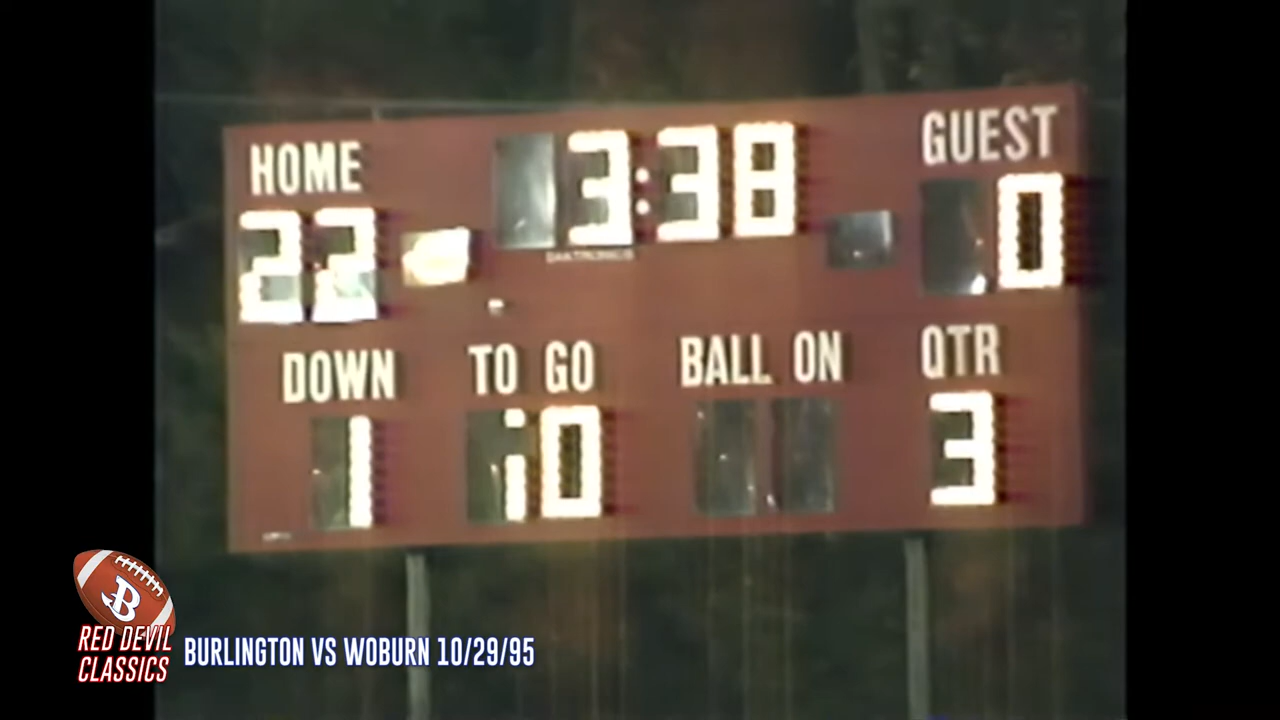 HOME 3:38 GUEST
22 0
DAKTRONICS
DOWN TO GO BALL ON QTR
1 10 3
B
RED DEVIL
CLASSICS
BURLINGTON VS WOBURN 10/29/95